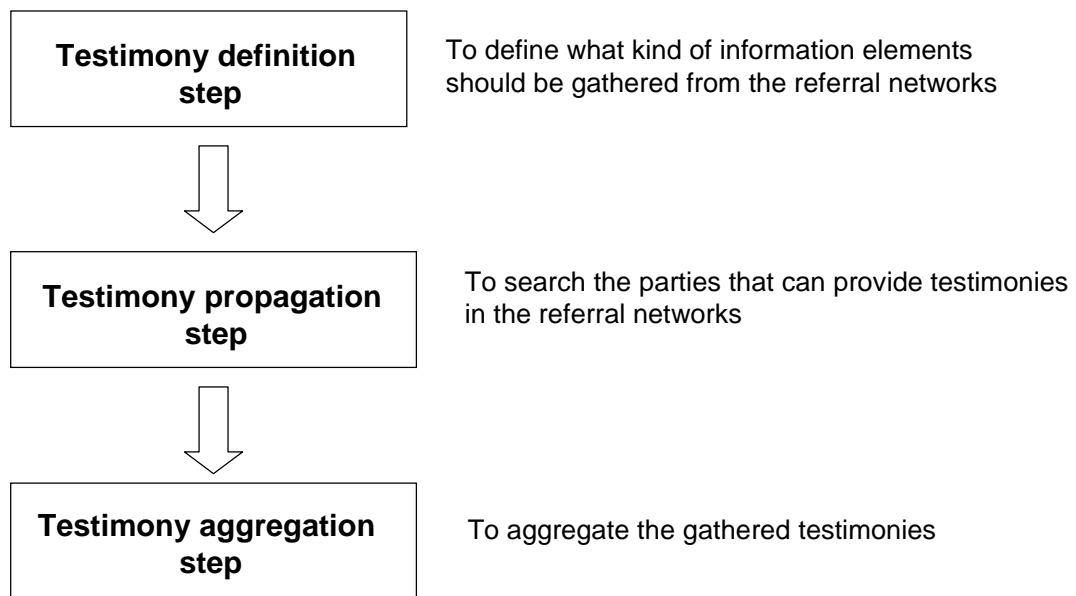 Testimony definition
step
To define what kind of information elements
should be gathered from the referral networks
Testimony propagation
step
To search the parties that can provide testimonies
in the referral networks
Testimony aggregation
step
To aggregate the gathered testimonies